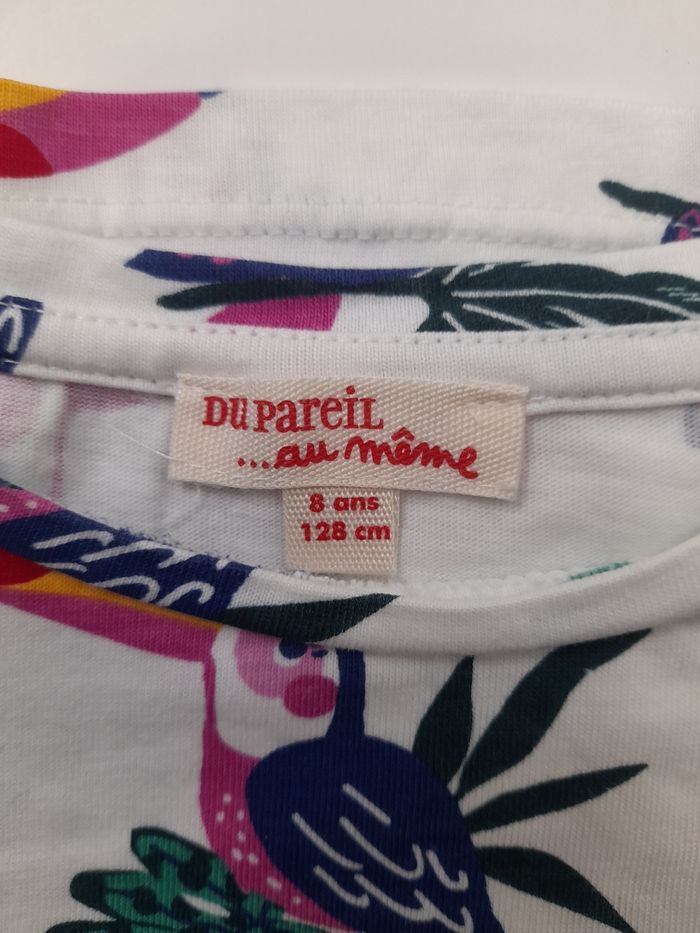 DU PAREIL
...au même
8 ans
128 cm